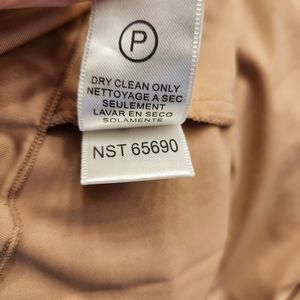 P
DRY CLEAN ONLY
NETTOYAGE A SEC
SEULEMENT
LAVAR EN SECO
SOLAMENTE
NST 65690